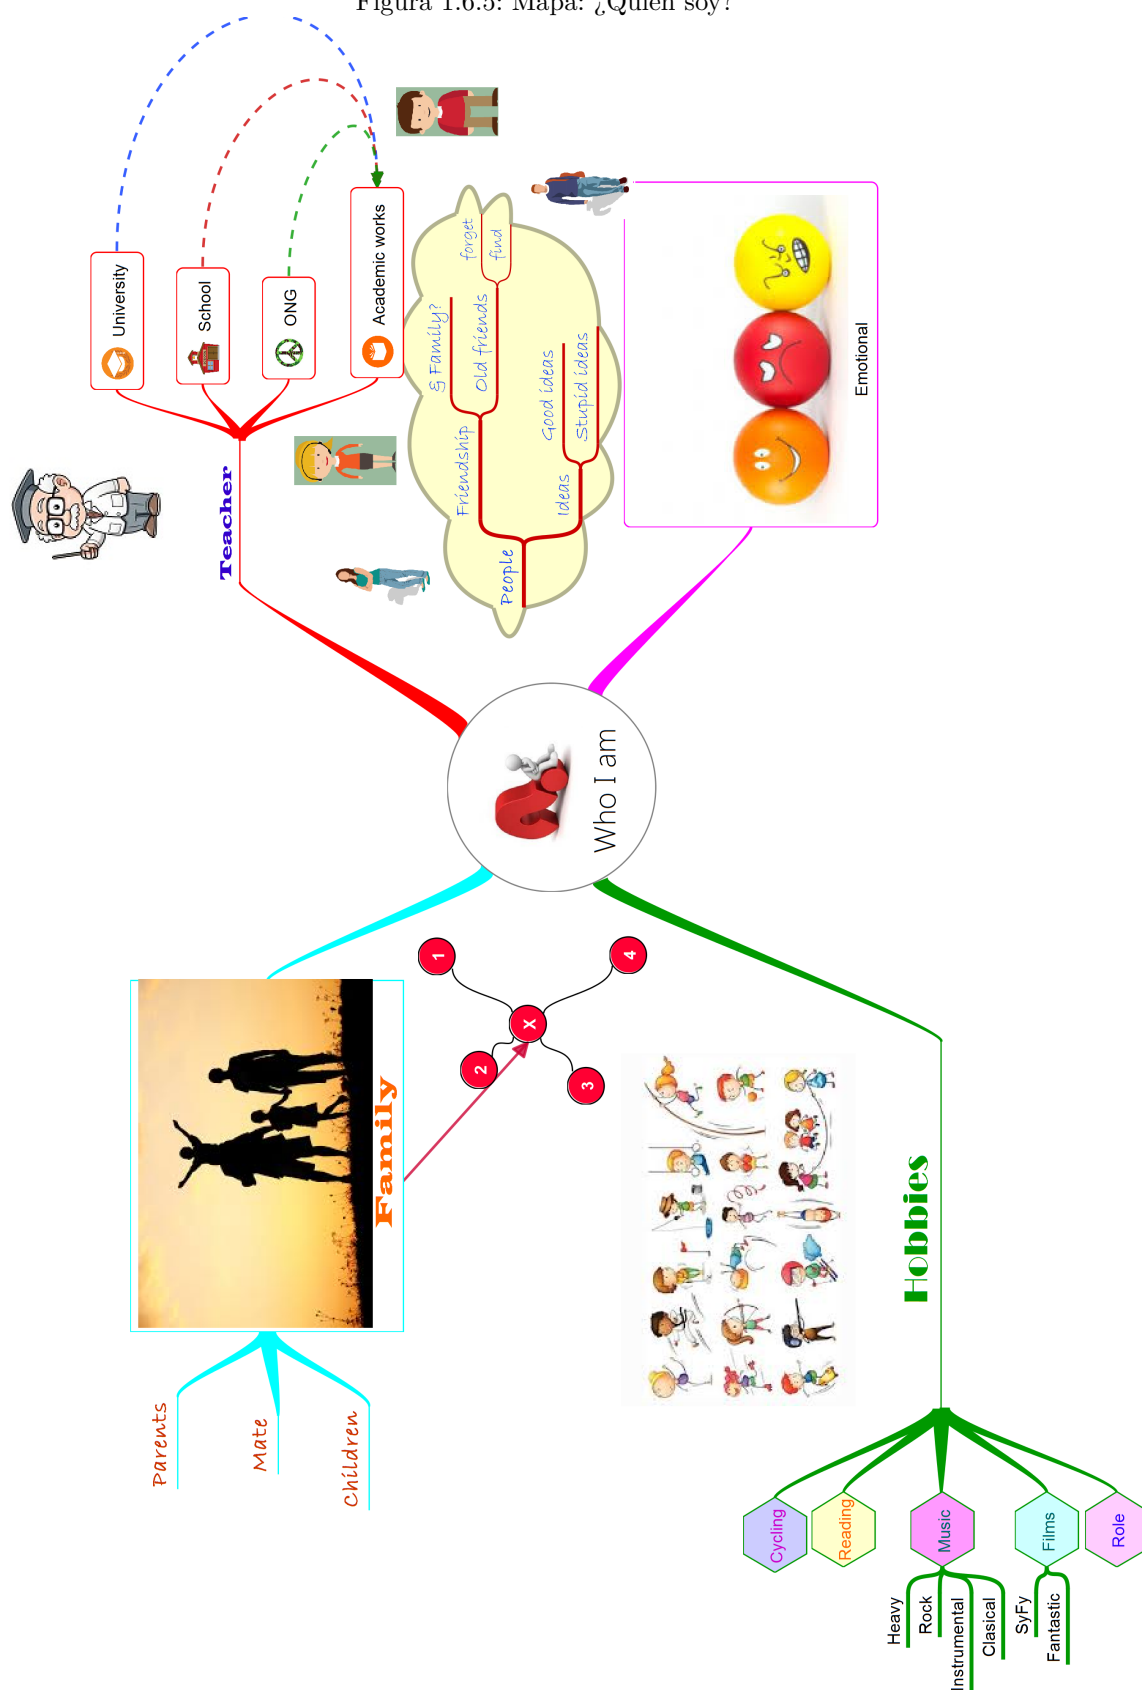 Figura 1.6.5: Mapa: ¿Quién soy?
Who I am
Teacher
University
School
ONG
Academic works
People
Friendship
& Family?
Old friends
forget
find
Ideas
Good ideas
Stupid ideas
Emotional
Family
Parents
Mate
Children
1
2
X
3
4
Hobbies
Cycling
Reading
Music
Heavy
Rock
Instrumental
Clasical
Films
SyFy
Fantastic
Role